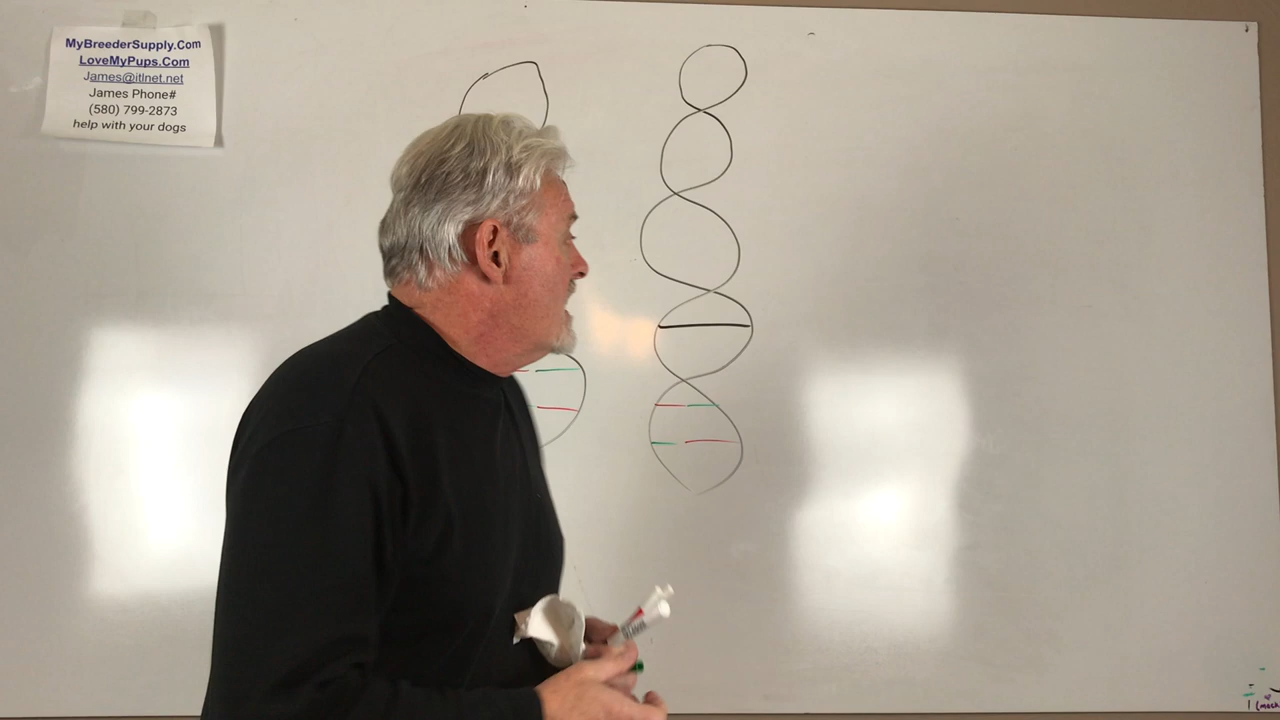 MyBreederSupply.Com
LoveMyPups.Com
James@itlnet.net
James Phone#
(580) 799-2873
help with your dogs